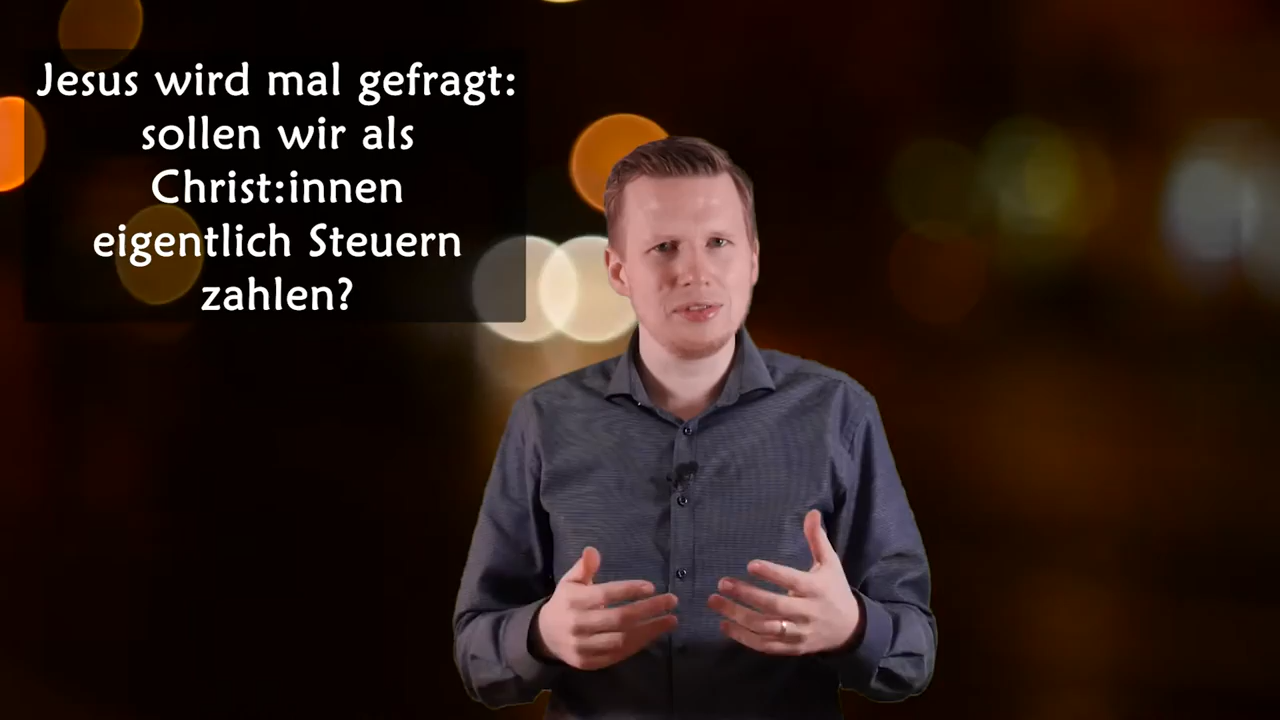 Jesus wird mal gefragt:
sollen wir als
Christ:innen
eigentlich Steuern
zahlen?